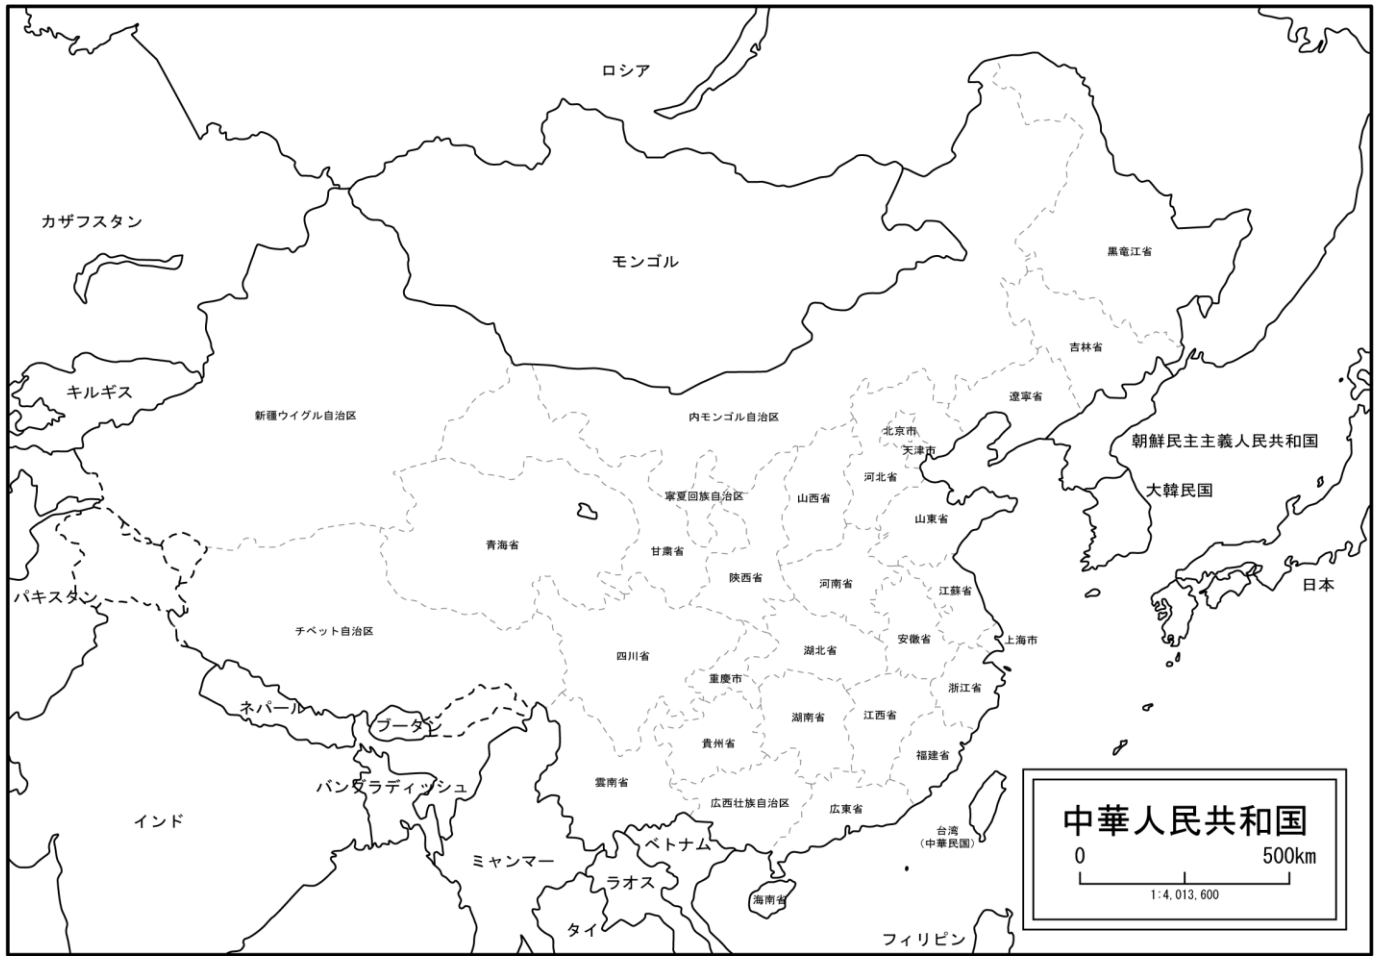 ロシア
カザフスタン
モンゴル
黒竜江省
吉林省
キルギス
遼寧省
新疆ウイグル自治区
内モンゴル自治区
北京市
天津市
朝鮮民主主義人民共和国
河北省
大韓民国
寧夏回族自治区
山西省
山東省
青海省
甘粛省
陝西省
河南省
江蘇省
日本
パキスタン
チベット自治区
四川省
湖北省
安徽省
上海市
重慶市
浙江省
ネパール
ブータン
湖南省
江西省
貴州省
福建省
雲南省
バングラディッシュ
広西壮族自治区
広東省
インド
台湾
（中華民国）
ベトナム
ミャンマー
ラオス
海南省
タイ
フィリピン
中華人民共和国
0 500km
1:4,013,600